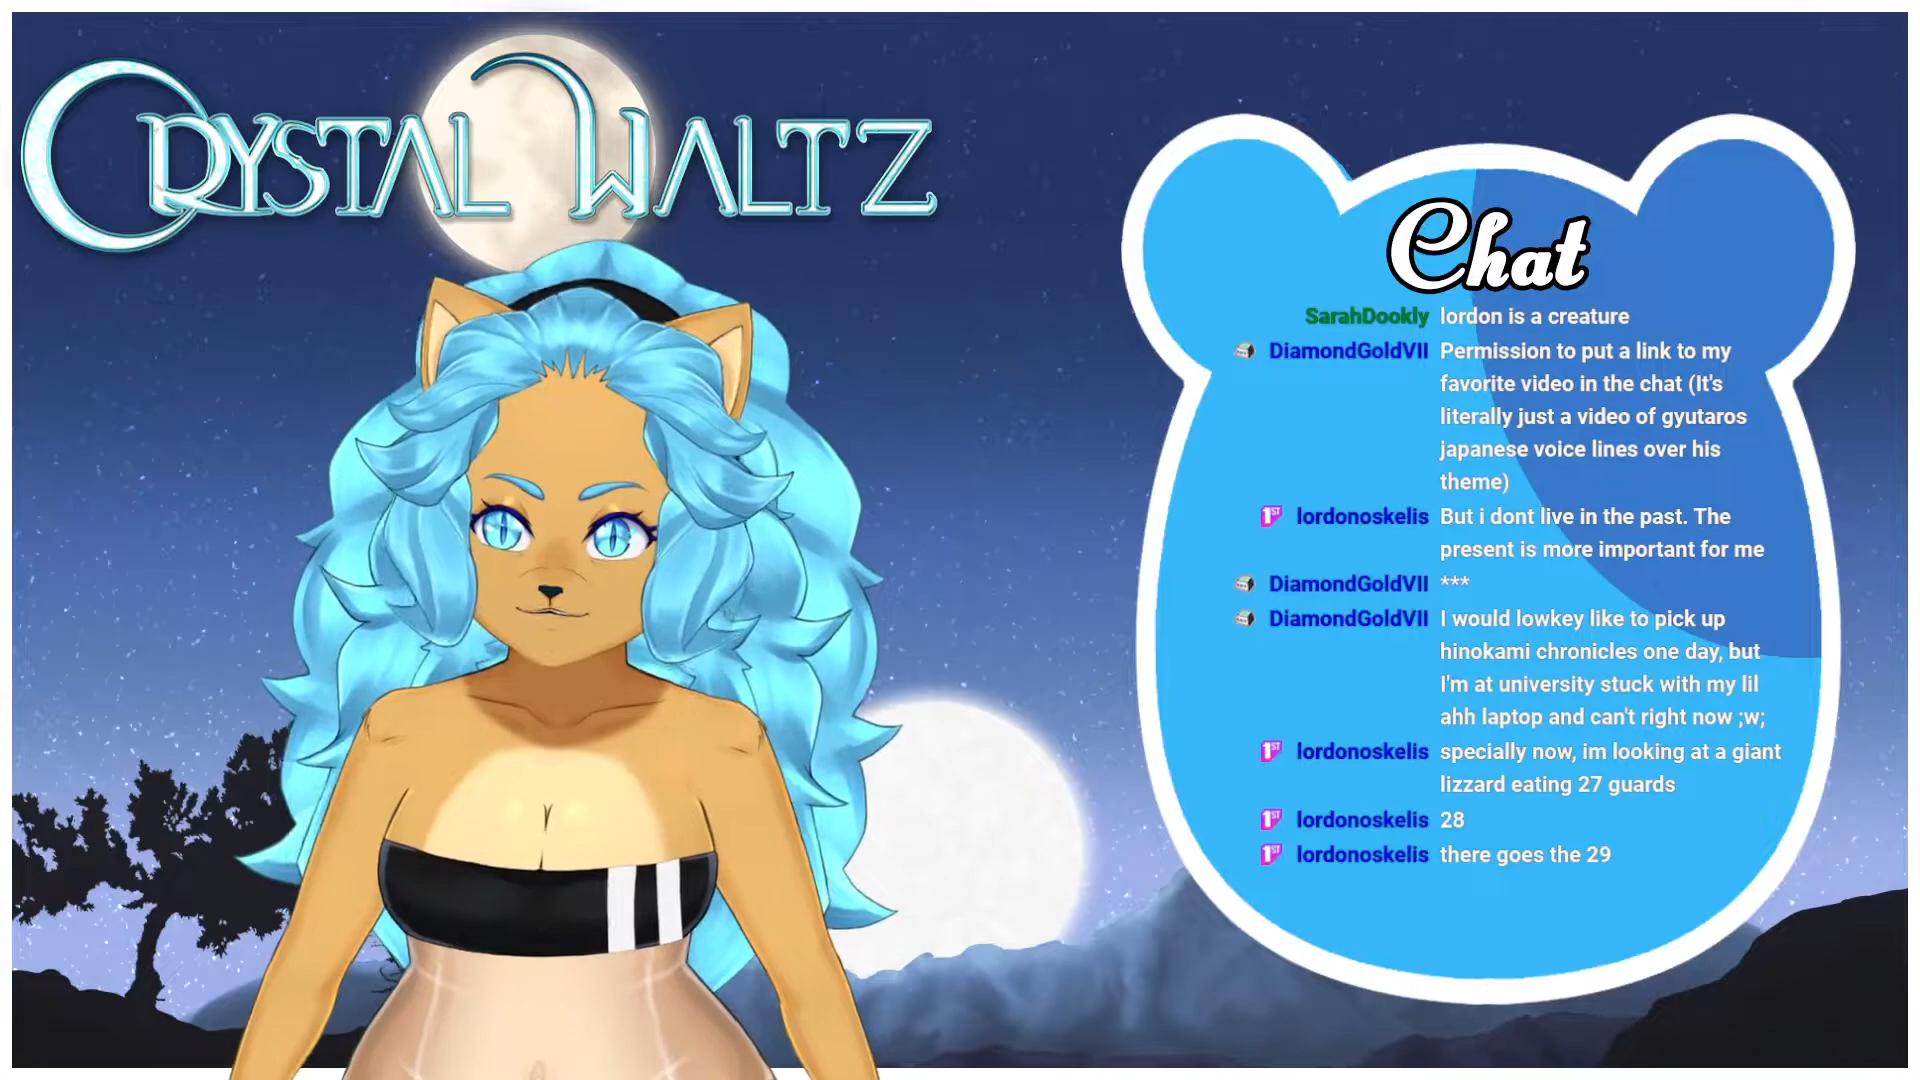 CRYSTAL WALTZ
Chat
SarahDookly lordon is a creature
DiamondGoldVII Permission to put a link to my
favorite video in the chat (It's
literally just a video of gyutaros
japanese voice lines over his
theme)
1ST lordonoskelis But i dont live in the past. The
present is more important for me
DiamondGoldVII ***
DiamondGoldVII I would lowkey like to pick up
hinokami chronicles one day, but
I'm at university stuck with my lil
ahh laptop and can't right now ;w;
1ST lordonoskelis specially now, im looking at a giant
lizzard eating 27 guards
1ST lordonoskelis 28
1ST lordonoskelis there goes the 29